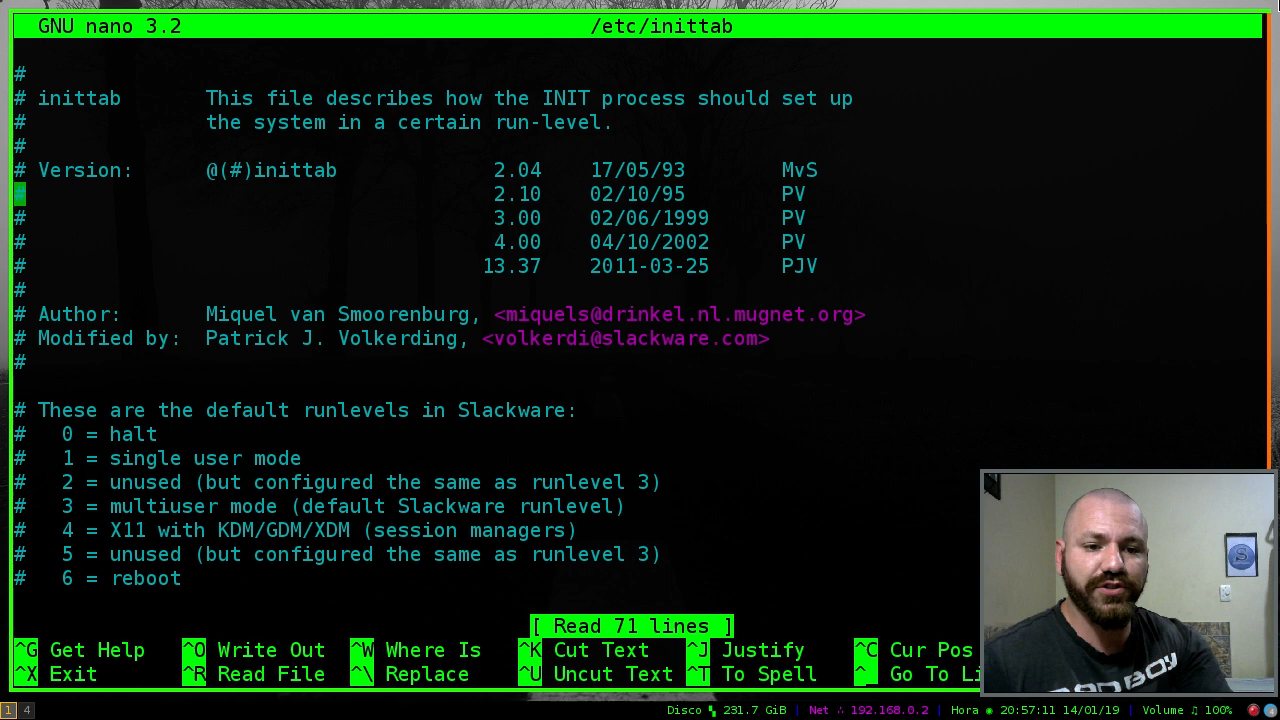 GNU nano 3.2 /etc/inittab
#
# inittab This file describes how the INIT process should set up
# the system in a certain run-level.
#
# Version: @(#)inittab 2.04 17/05/93 MvS
# 2.10 02/10/95 PV
# 3.00 02/06/1999 PV
# 4.00 04/10/2002 PV
# 13.37 2011-03-25 PJV
#
# Author: Miquel van Smoorenburg, <miquels@drinkel.nl.mugnet.org>
# Modified by: Patrick J. Volkerding, <volkerdi@slackware.com>
#
# These are the default runlevels in Slackware:
# 0 = halt
# 1 = single user mode
# 2 = unused (but configured the same as runlevel 3)
# 3 = multiuser mode (default Slackware runlevel)
# 4 = X11 with KDM/GDM/XDM (session managers)
# 5 = unused (but configured the same as runlevel 3)
# 6 = reboot
[ Read 71 lines ]
^G Get Help ^O Write Out ^W Where Is ^K Cut Text ^J Justify ^C Cur Pos
^X Exit ^R Read File ^\ Replace ^U Uncut Text ^T To Spell ^_ Go To Li
1 4 Disco 231.7 GiB | Net 192.168.0.2 | Hora 20:57:11 14/01/19 | Volume ♫ 100%